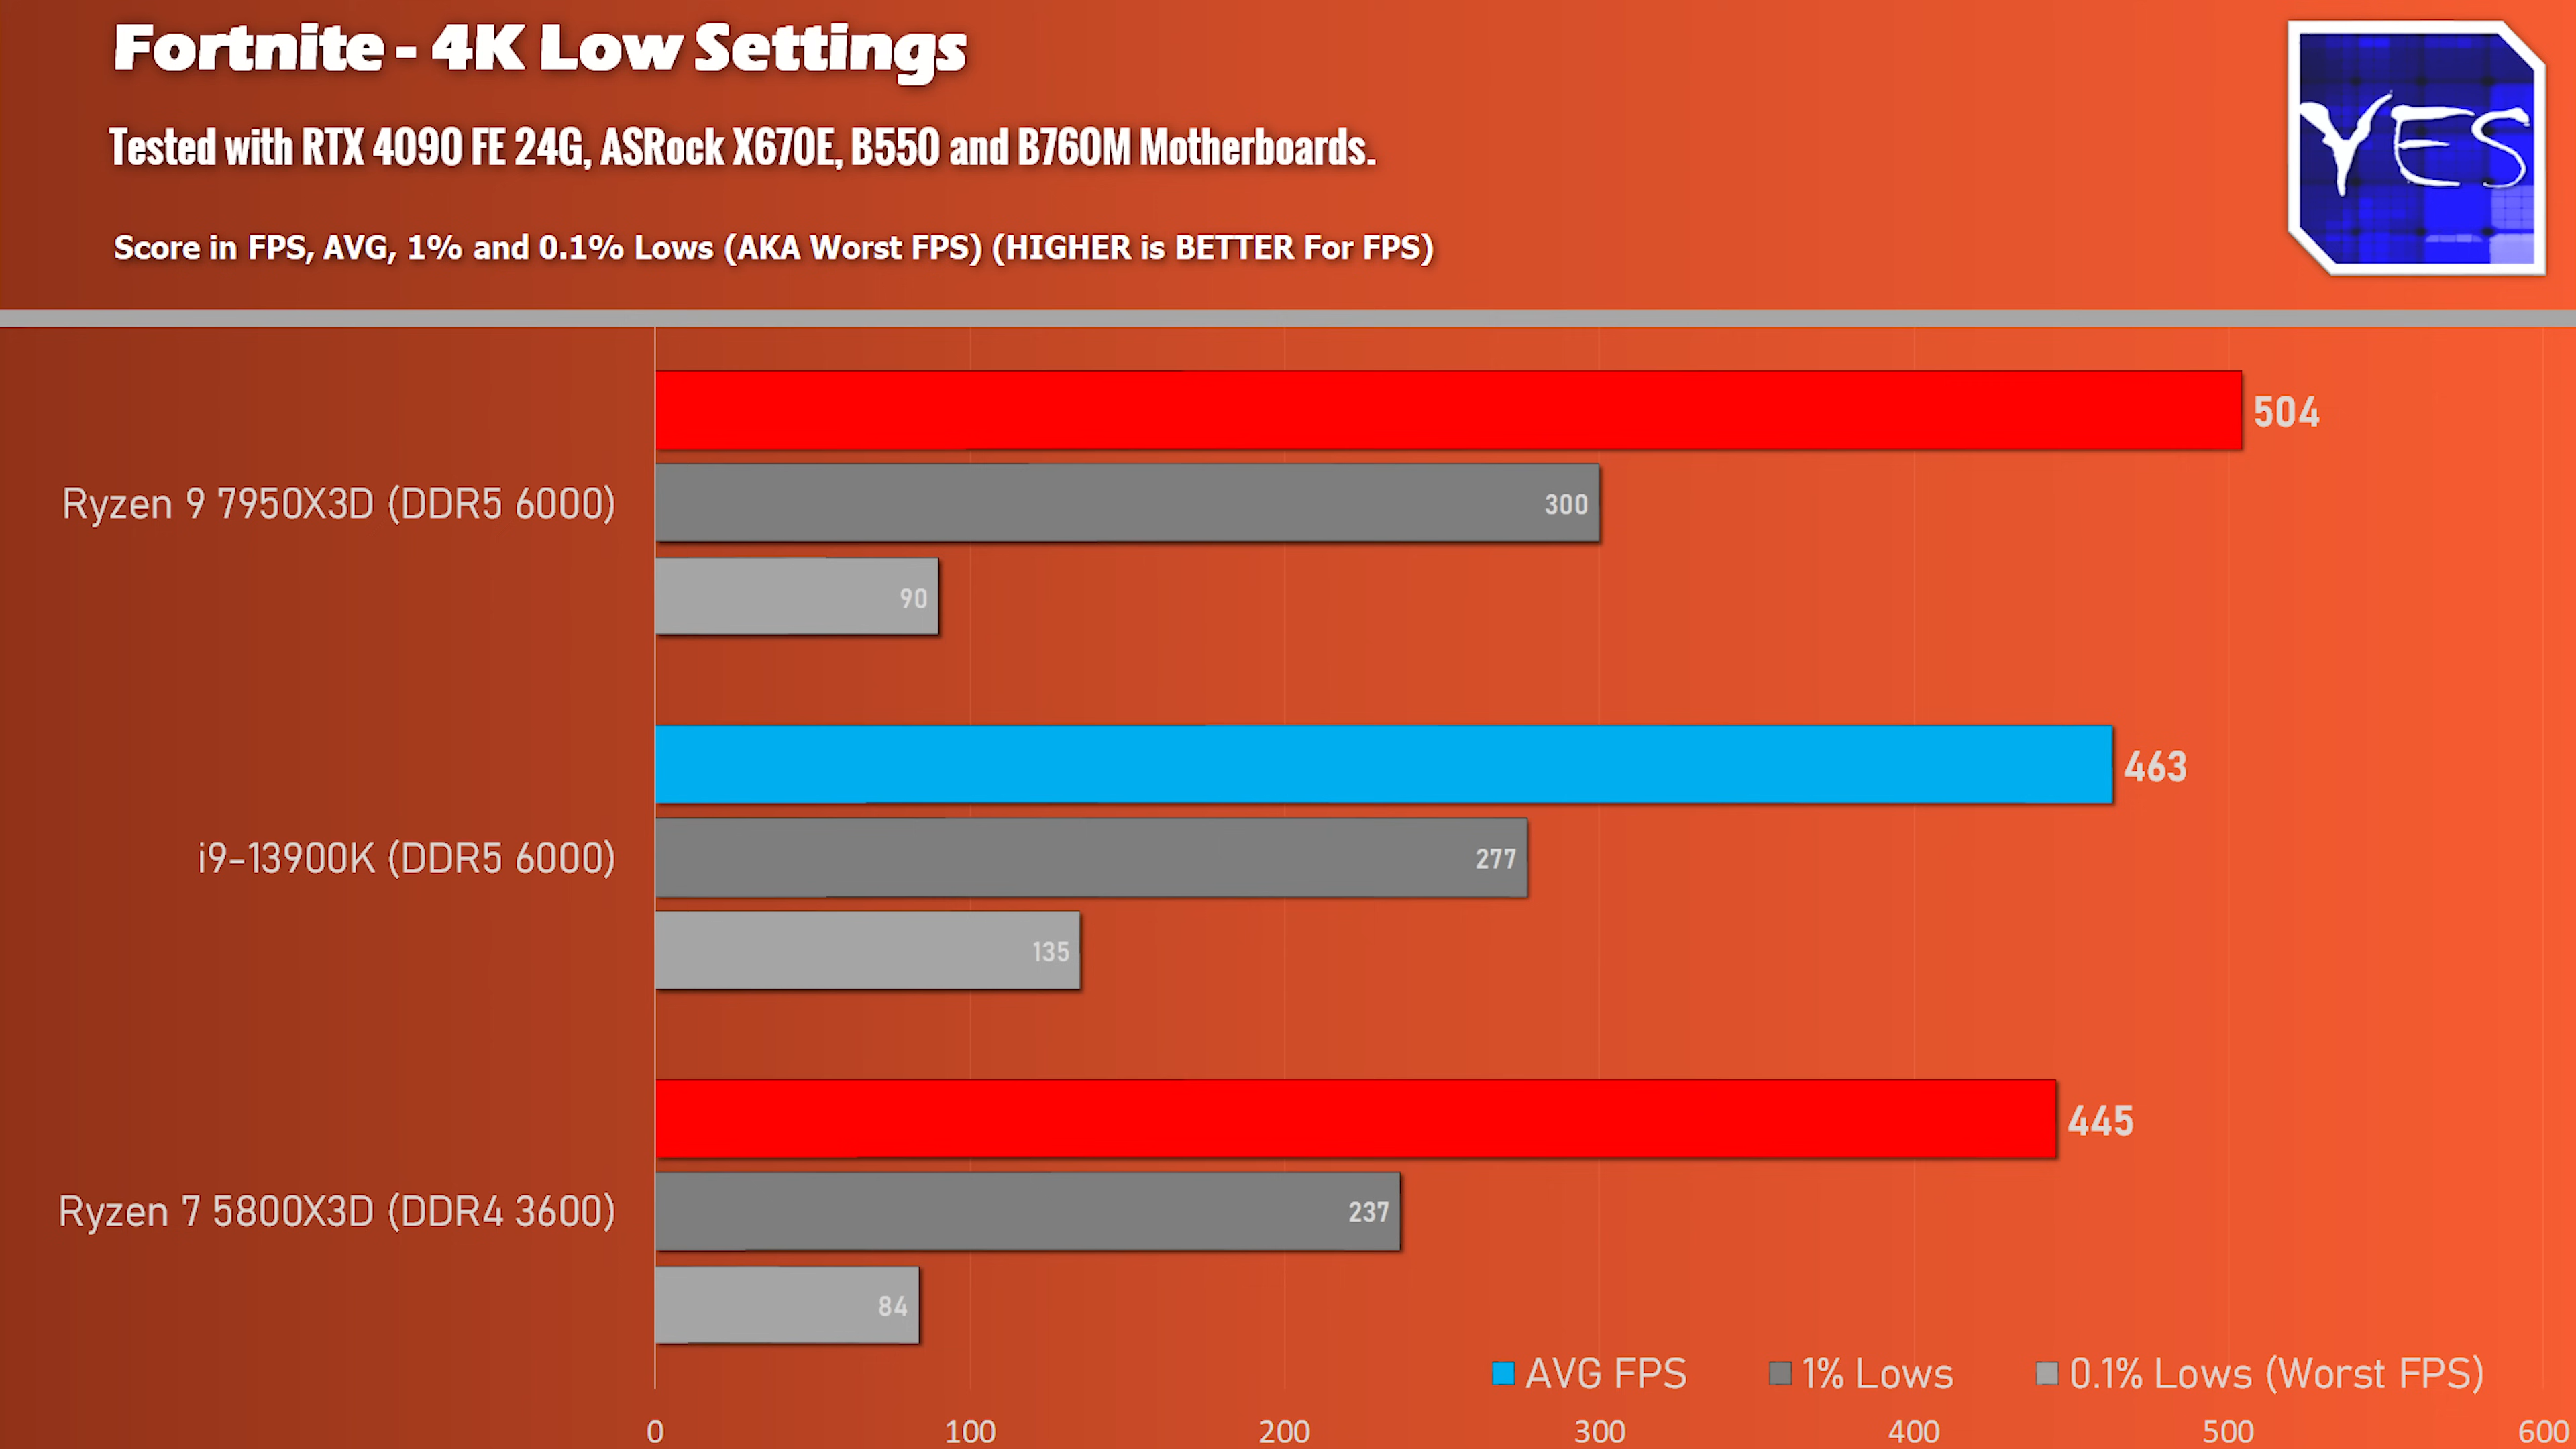 Fortnite - 4K Low Settings
Tested with RTX 4090 FE 24G, ASRock X670E, B550 and B760M Motherboards.
Score in FPS, AVG, 1% and 0.1% Lows (AKA Worst FPS) (HIGHER is BETTER For FPS)
YES
504
Ryzen 9 7950X3D (DDR5 6000)
300
90
463
i9-13900K (DDR5 6000)
277
135
445
Ryzen 7 5800X3D (DDR4 3600)
237
84
AVG FPS 1% Lows 0.1% Lows (Worst FPS)
0 100 200 300 400 500 600